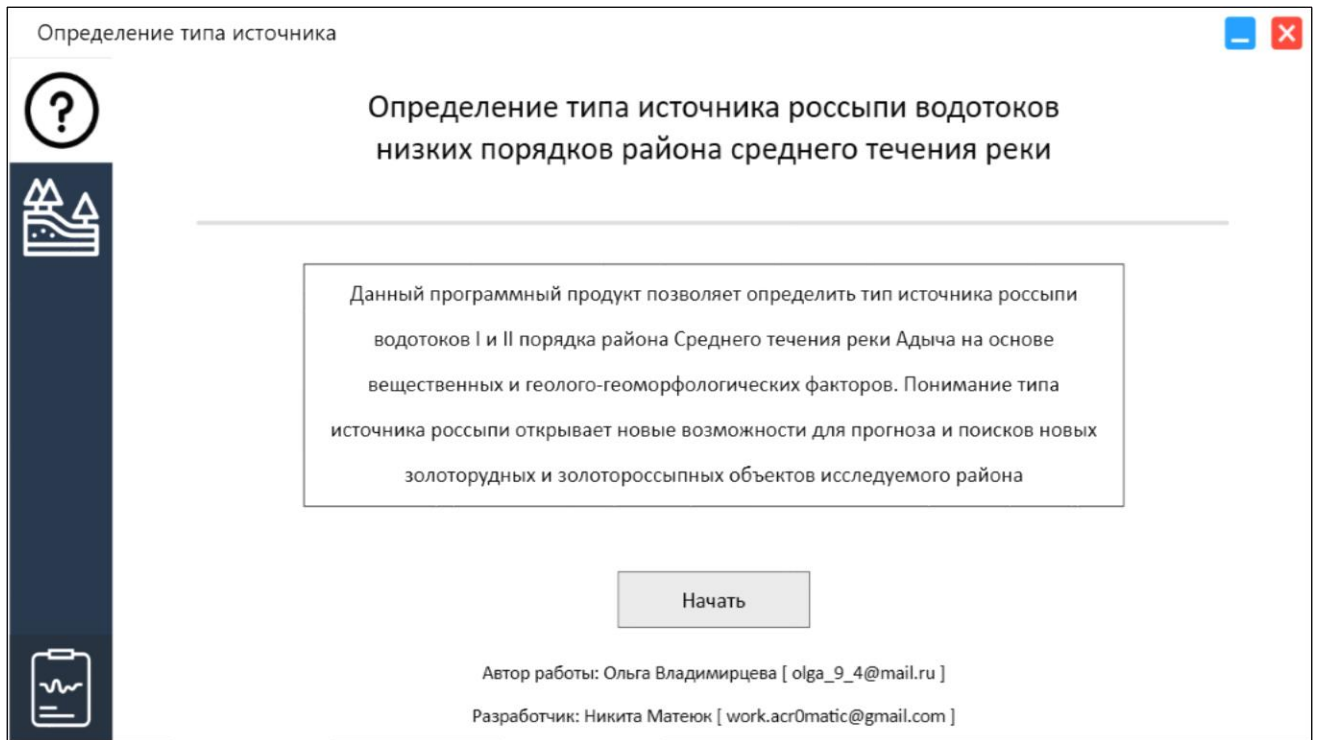 Определение типа источника
Определение типа источника россыпи водотоков
низких порядков района среднего течения реки
Данный программный продукт позволяет определить тип источника россыпи
водотоков I и II порядка района Среднего течения реки Адыча на основе
вещественных и геолого-геоморфологических факторов. Понимание типа
источника россыпи открывает новые возможности для прогноза и поисков новых
золоторудных и золотороссыпных объектов исследуемого района
Начать
Автор работы: Ольга Владимирцева [ olga_9_4@mail.ru ]
Разработчик: Никита Матеюк [ work.acr0matic@gmail.com ]